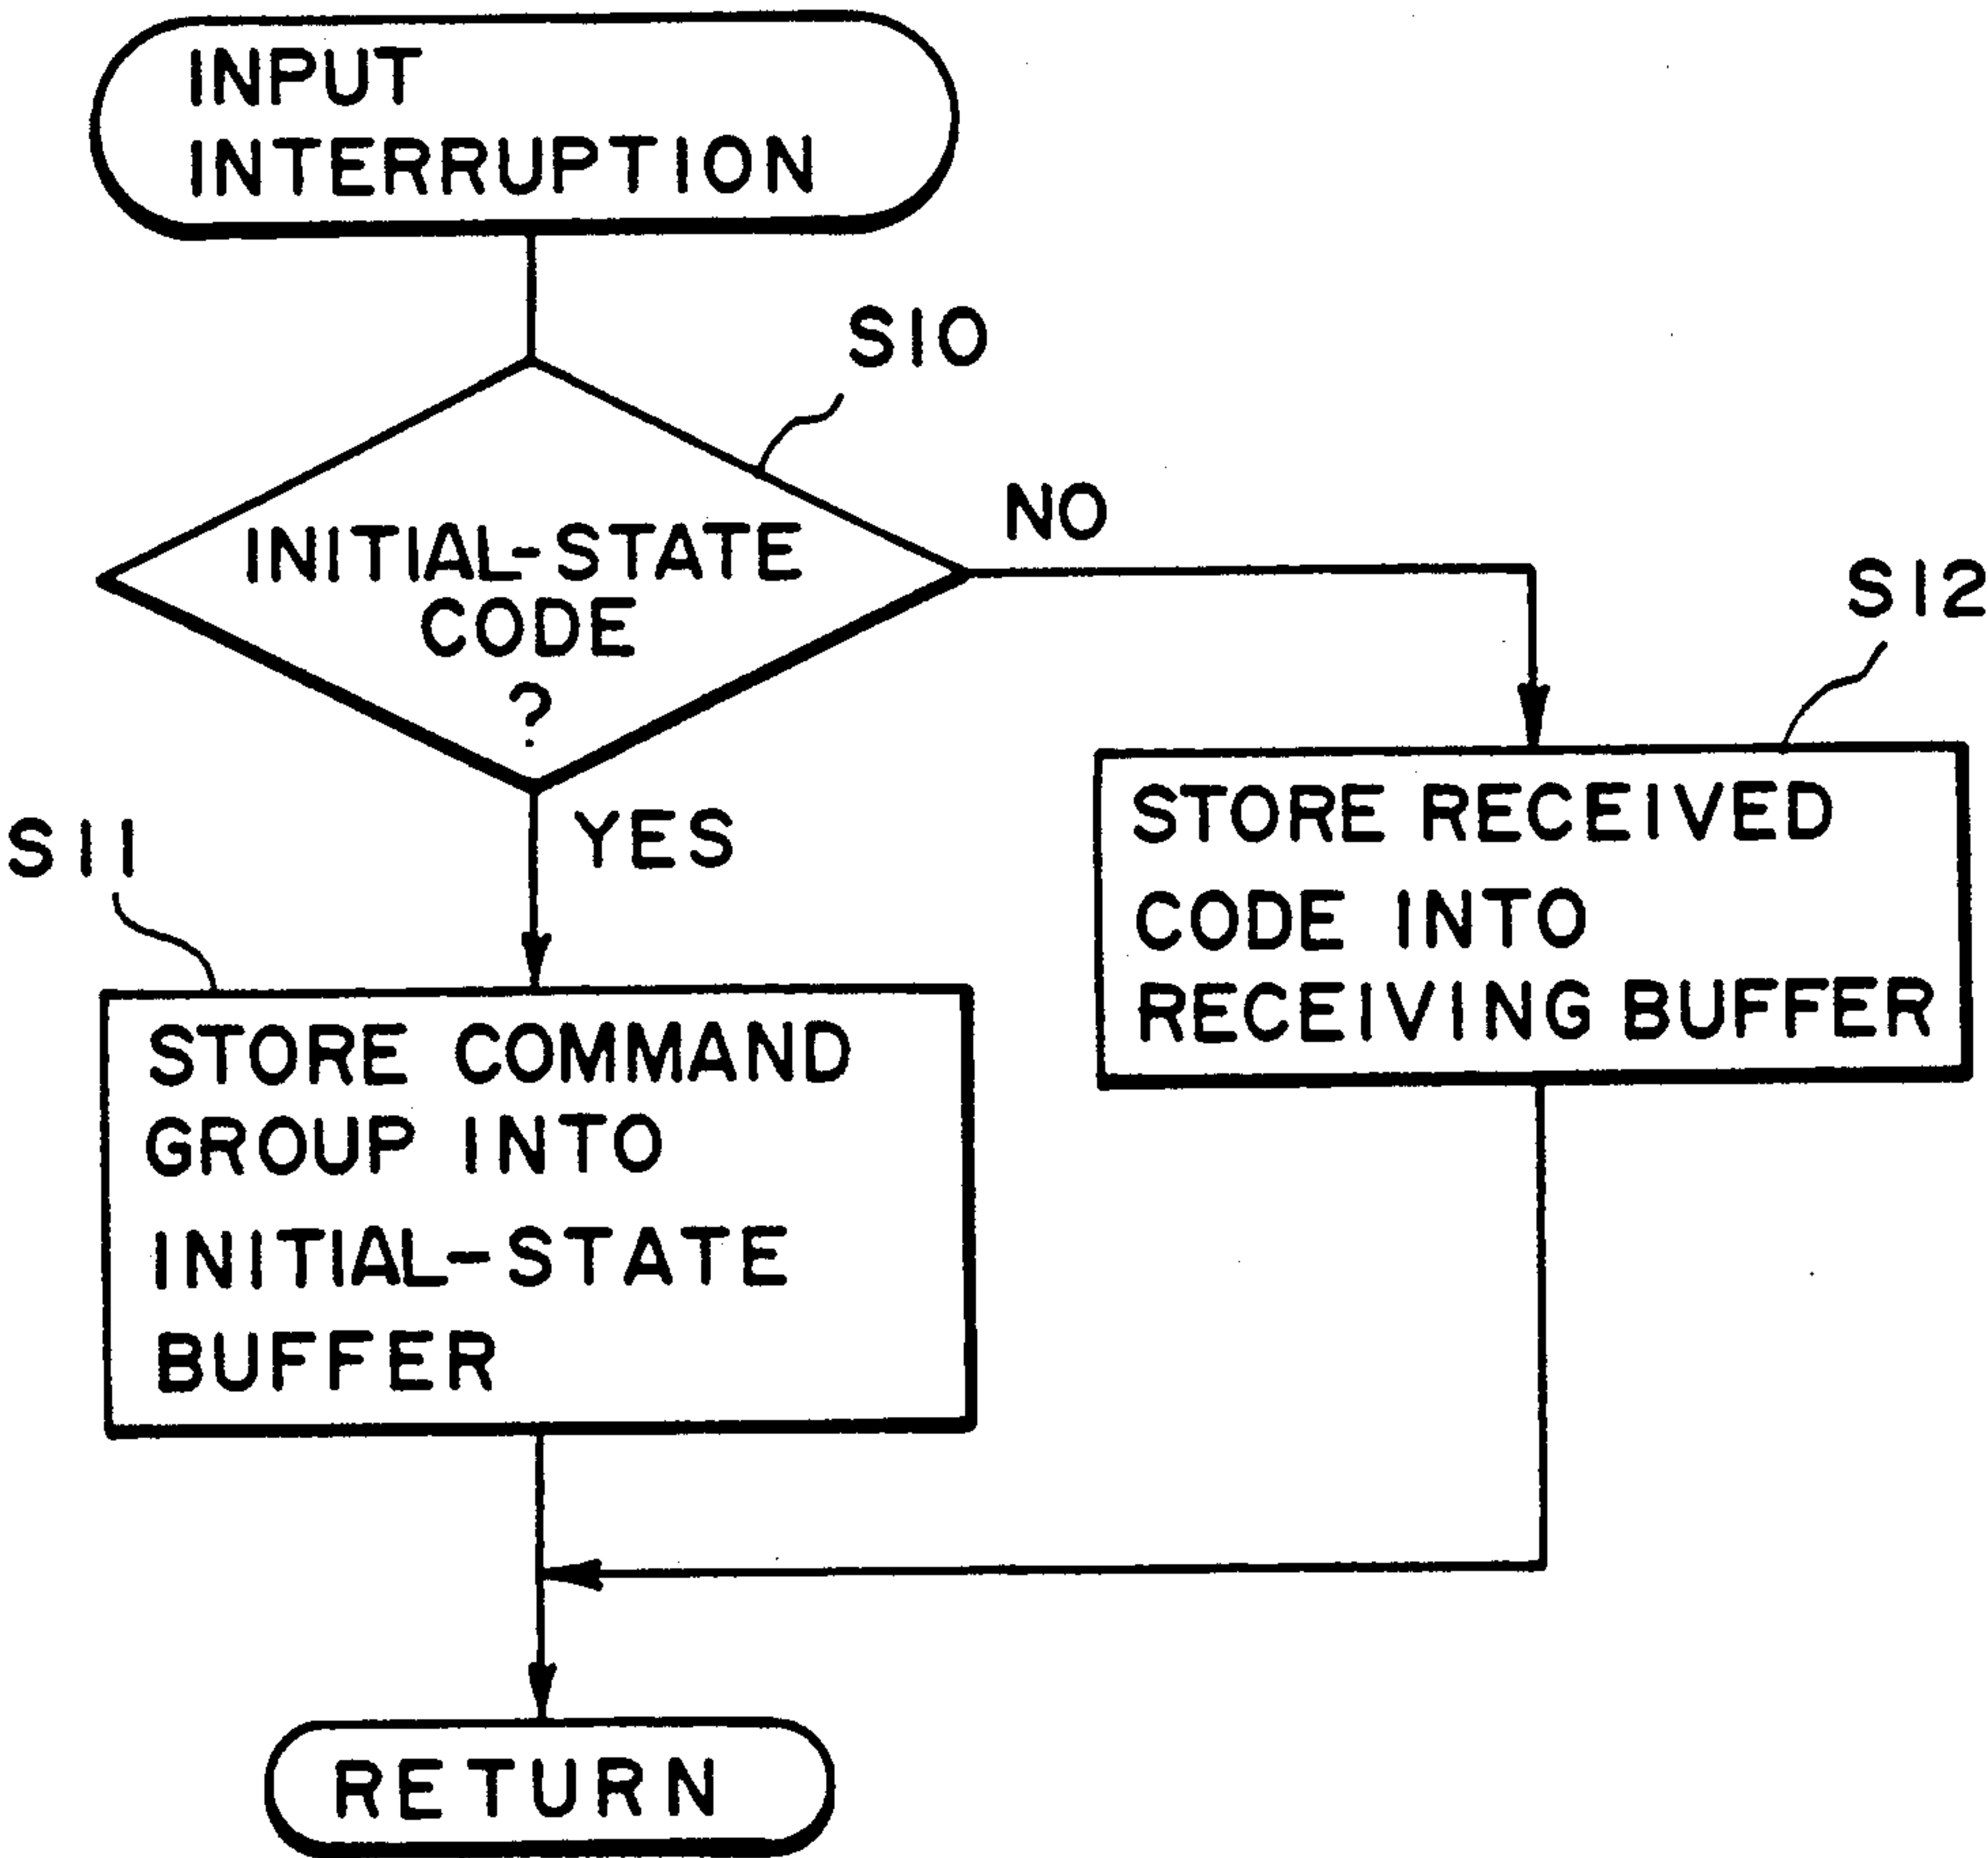 INPUT
INTERRUPTION
S10
INITIAL-STATE
CODE
?
NO
YES
S12
STORE RECEIVED
CODE INTO
RECEIVING BUFFER
S11
STORE COMMAND
GROUP INTO
INITIAL-STATE
BUFFER
RETURN